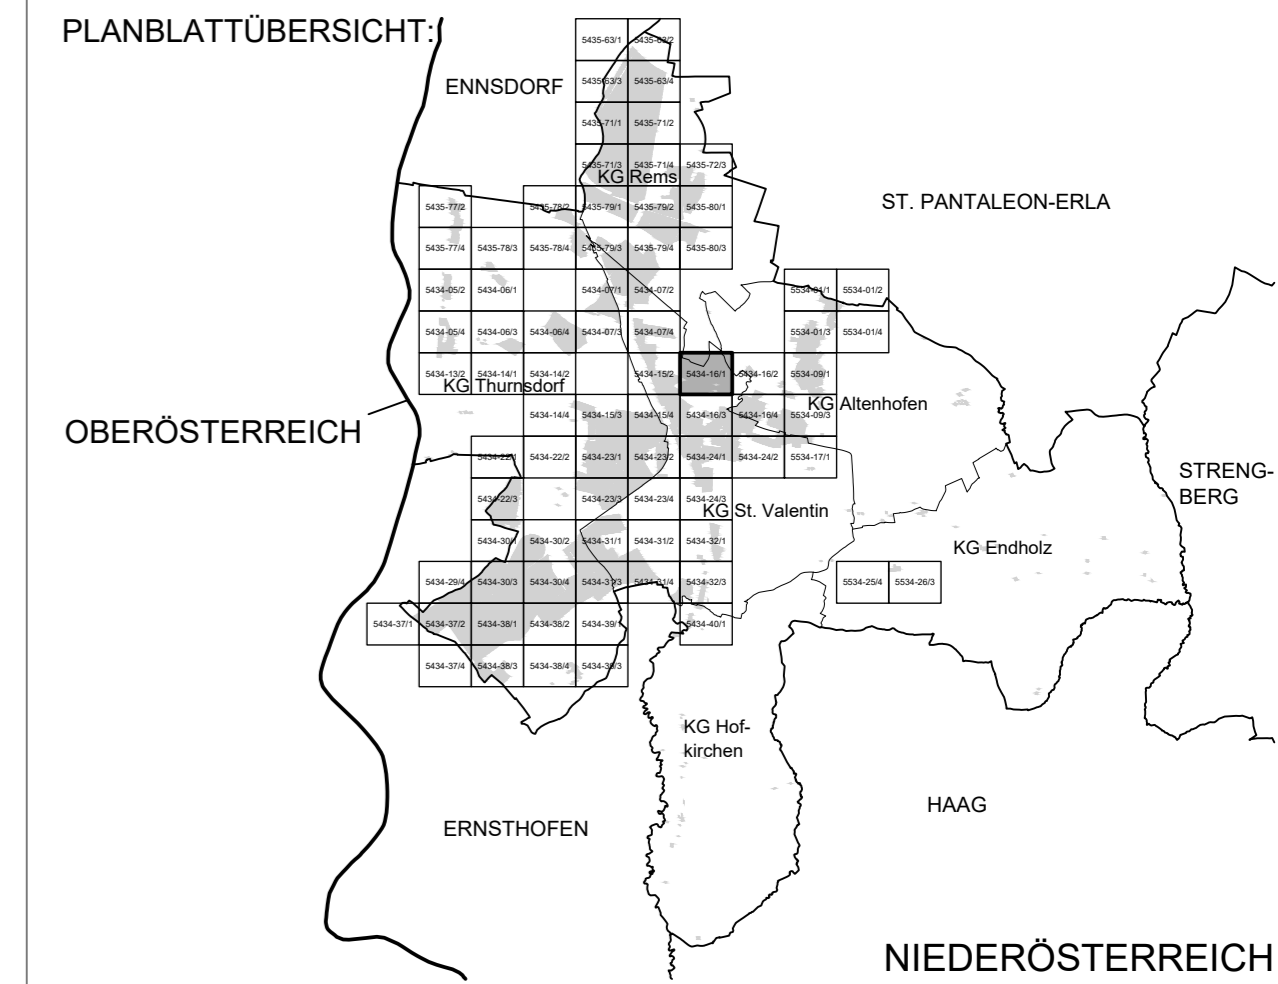 PLANBLATTÜBERSICHT:
5435-63/1 5435-63/2
ENNSDORF
5435-63/3 5435-63/4
5435-71/1 5435-71/2
5435-71/3 5435-71/4 5435-72/3
KG Rems
ST. PANTALEON-ERLA
5435-77/2 5435-78/2 5435-79/1 5435-79/2 5435-80/1
5435-77/4 5435-78/3 5435-78/4 5435-79/3 5435-79/4 5435-80/3
5434-05/2 5434-06/1 5434-07/1 5434-07/2 5534-01/1 5534-01/2
5434-05/4 5434-06/3 5434-06/4 5434-07/3 5434-07/4 5534-01/3 5534-01/4
5434-13/2 5434-14/1 5434-14/2 5434-15/2 5434-16/1 5434-16/2 5534-09/1
KG Thurnsdorf
KG Altenhofen
5434-14/4 5434-15/3 5434-15/4 5434-16/3 5434-16/4 5534-09/3
OBERÖSTERREICH
5434-22/1 5434-22/2 5434-23/1 5434-23/2 5434-24/1 5434-24/2 5534-17/1
STRENG-
BERG
5434-22/3 5434-23/3 5434-23/4 5434-24/3
KG St. Valentin
5434-30/1 5434-30/2 5434-31/1 5434-31/2 5434-32/1
KG Endholz
5434-29/4 5434-30/3 5434-30/4 5434-31/3 5434-31/4 5434-32/3 5534-25/4 5534-26/3
5434-37/1 5434-37/2 5434-38/1 5434-38/2 5434-39/1 5434-40/1
5434-37/4 5434-38/3 5434-38/4 5434-39/3
KG Hof-
kirchen
HAAG
ERNSTHOFEN
NIEDERÖSTERREICH